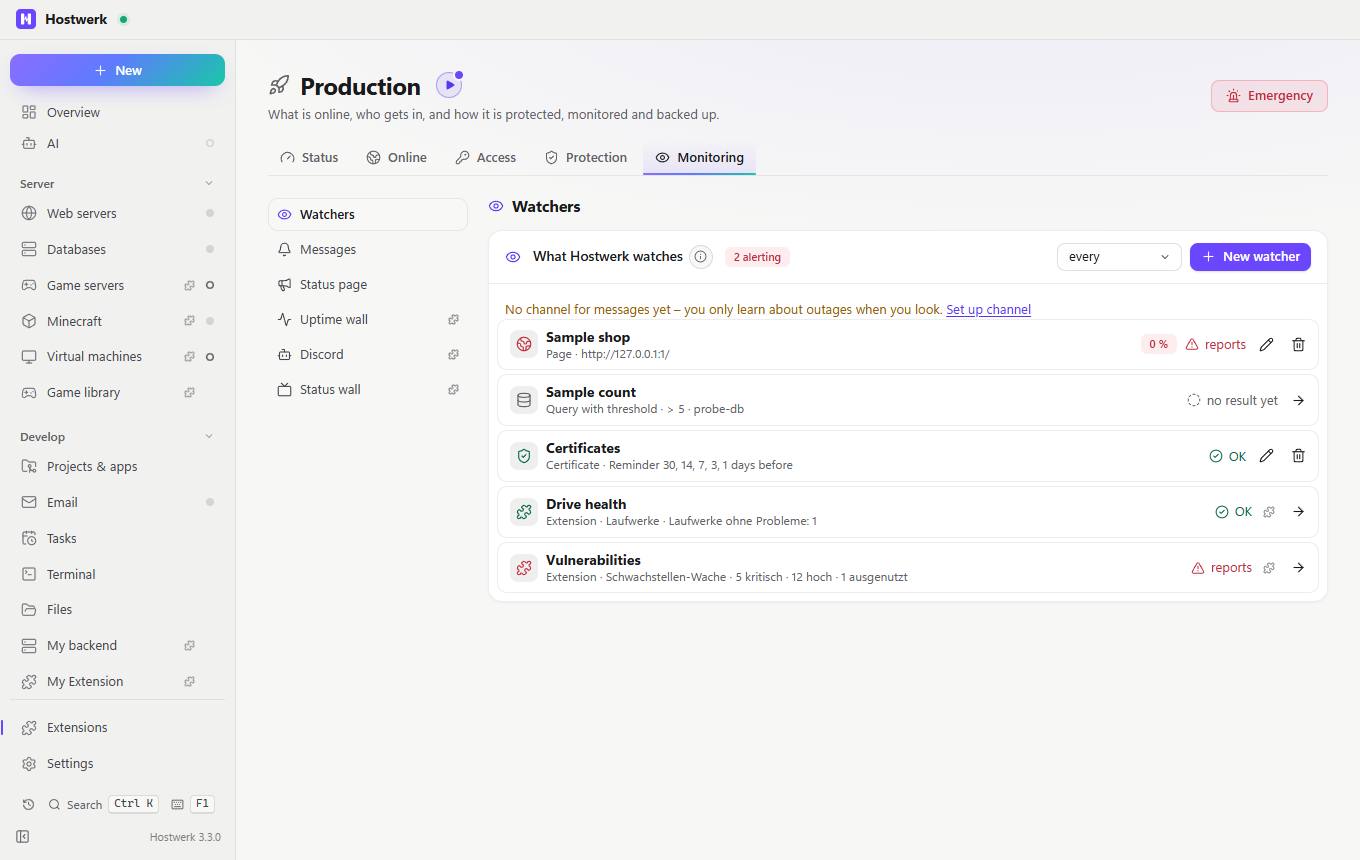 Hostwerk
New
Overview
AI
Server
Web servers
Databases
Game servers
Minecraft
Virtual machines
Game library
Develop
Projects & apps
Email
Tasks
Terminal
Files
My backend
My Extension
Extensions
Settings
Search Ctrl K F1
Hostwerk 3.3.0
Production
What is online, who gets in, and how it is protected, monitored and backed up.
Emergency
Status Online Access Protection Monitoring
Watchers
Messages
Status page
Uptime wall
Discord
Status wall
Watchers
What Hostwerk watches 2 alerting every New watcher
No channel for messages yet – you only learn about outages when you look. Set up channel
Sample shop
Page · http://127.0.0.1:1/
0 % reports
Sample count
Query with threshold · > 5 · probe-db
no result yet
Certificates
Certificate · Reminder 30, 14, 7, 3, 1 days before
OK
Drive health
Extension · Laufwerke · Laufwerke ohne Probleme: 1
OK
Vulnerabilities
Extension · Schwachstellen-Wache · 5 kritisch · 12 hoch · 1 ausgenutzt
reports